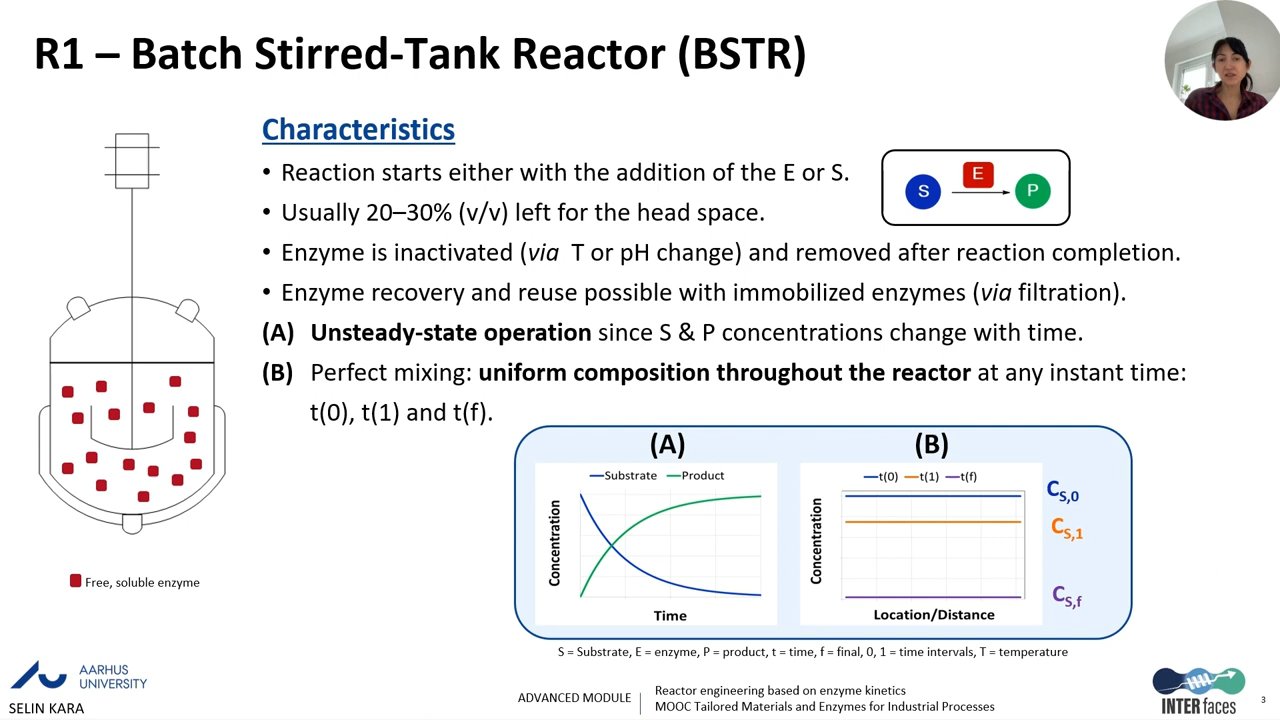 R1 – Batch Stirred-Tank Reactor (BSTR)
Characteristics
• Reaction starts either with the addition of the E or S.
• Usually 20–30% (v/v) left for the head space.
• Enzyme is inactivated (via T or pH change) and removed after reaction completion.
• Enzyme recovery and reuse possible with immobilized enzymes (via filtration).
(A) Unsteady-state operation since S & P concentrations change with time.
(B) Perfect mixing: uniform composition throughout the reactor at any instant time:
t(0), t(1) and t(f).
S
E
P
Free, soluble enzyme
(A)
Substrate Product
Concentration
Time
(B)
t(0) t(1) t(f)
Concentration
Location/Distance
CS,0
CS,1
CS,f
S = Substrate, E = enzyme, P = product, t = time, f = final, 0, 1 = time intervals, T = temperature
AARHUS
UNIVERSITY
SELIN KARA
ADVANCED MODULE
Reactor engineering based on enzyme kinetics
MOOC Tailored Materials and Enzymes for Industrial Processes
INTERfaces
3